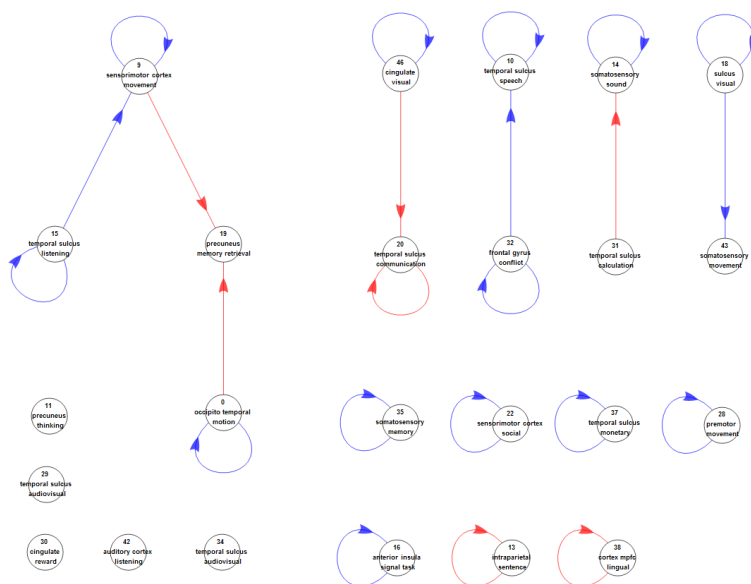 9
sensorimotor cortex
movement
46
cingulate
visual
10
temporal sulcus
speech
14
somatosensory
sound
18
sulcus
visual
15
temporal sulcus
listening
19
precuneus
memory retrieval
20
temporal sulcus
communication
32
frontal gyrus
conflict
31
temporal sulcus
calculation
43
somatosensory
movement
11
precuneus
thinking
0
occipito temporal
motion
35
somatosensory
memory
22
sensorimotor cortex
social
37
temporal sulcus
monetary
28
premotor
movement
29
temporal sulcus
audiovisual
30
cingulate
reward
42
auditory cortex
listening
34
temporal sulcus
audiovisual
16
anterior insula
signal task
13
intraparietal
sentence
38
cortex mpfc
lingual